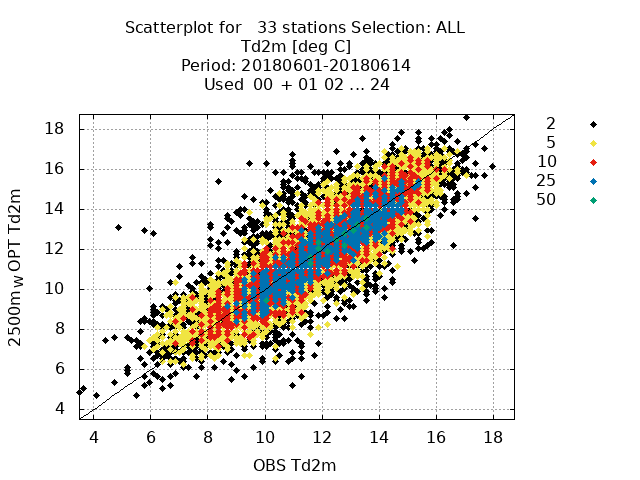 Scatterplot for 33 stations Selection: ALL
Td2m [deg C]
Period: 20180601-20180614
Used 00 + 01 02 ... 24
2
5
10
25
50
18
16
14
12
10
8
6
4
2500m_W OPT Td2m
4 6 8 10 12 14 16 18
OBS Td2m